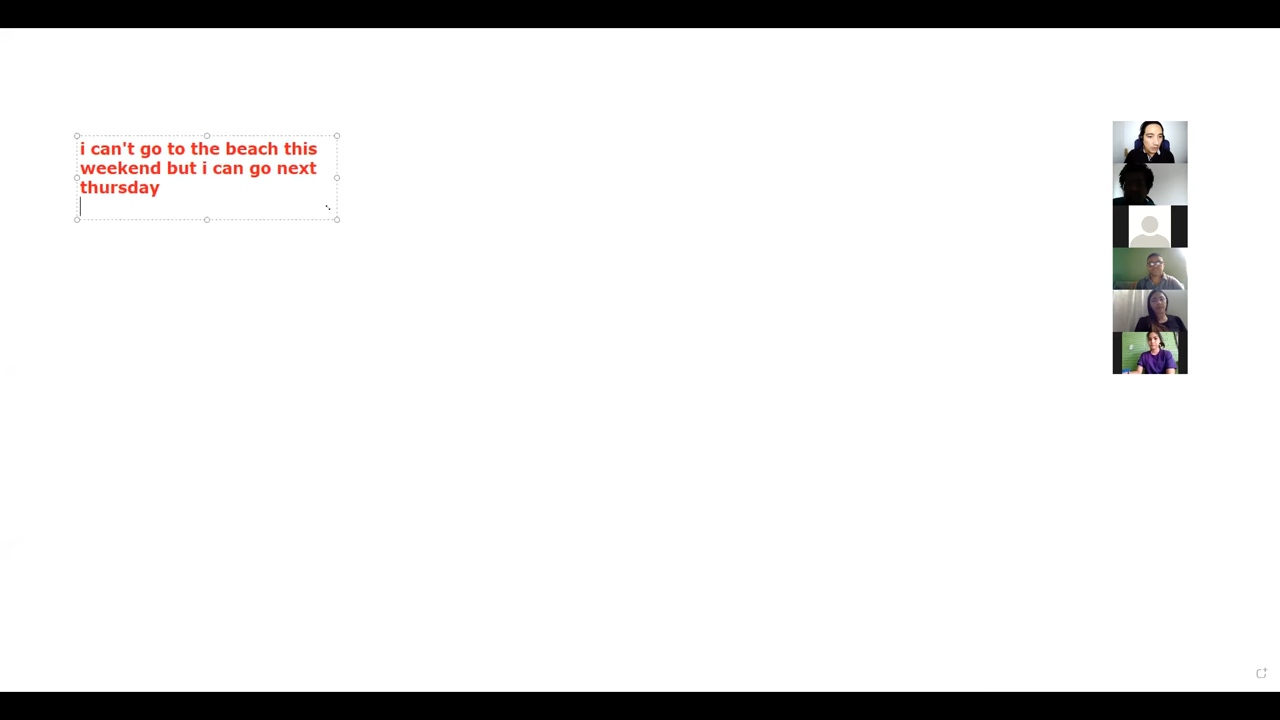 i can't go to the beach this
weekend but i can go next
thursday